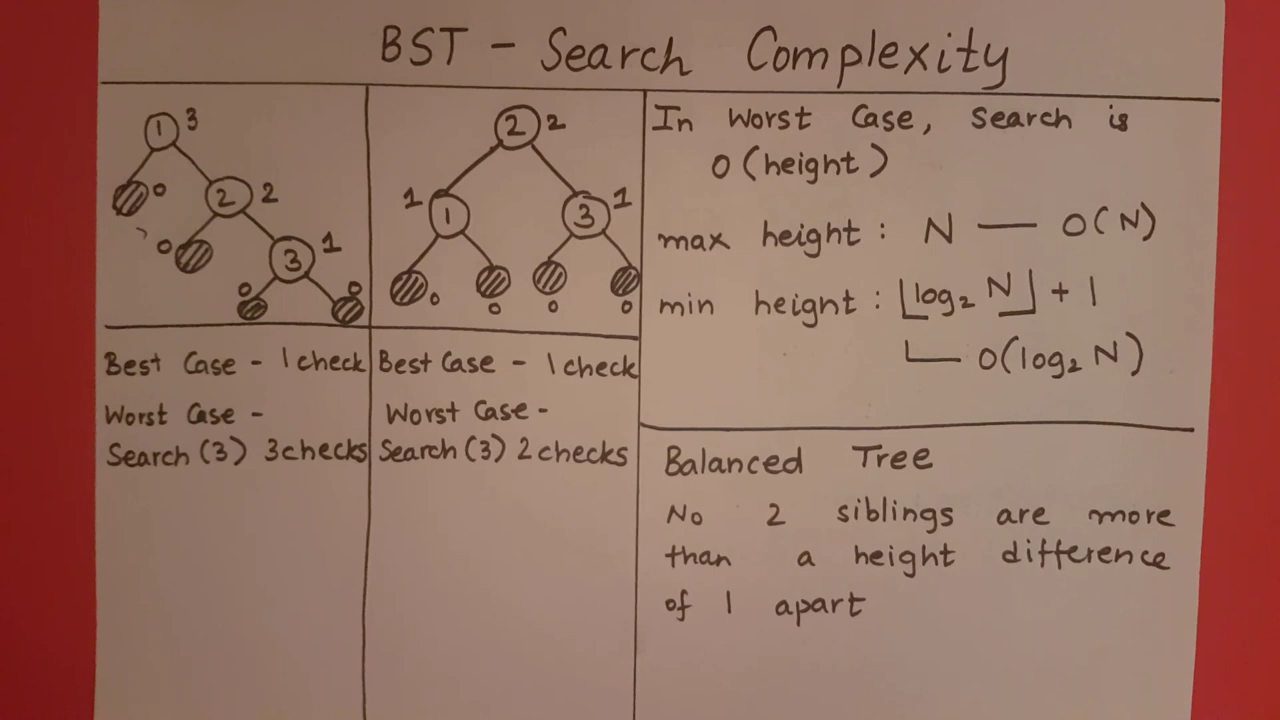 BST - Search Complexity
1 3
0 2 2
0 3 1
0 0
2 2
1 1 3 1
0 0 0 0
Best Case - 1 check
Worst Case -
Search (3) 3 checks
Best Case - 1 check
Worst Case -
Search (3) 2 checks
In Worst Case, Search is
O (height)
max height : N — O(N)
min height : ⌊log₂ N⌋ + 1
O(log₂ N)
Balanced Tree
No 2 siblings are more
than a height difference
of 1 apart